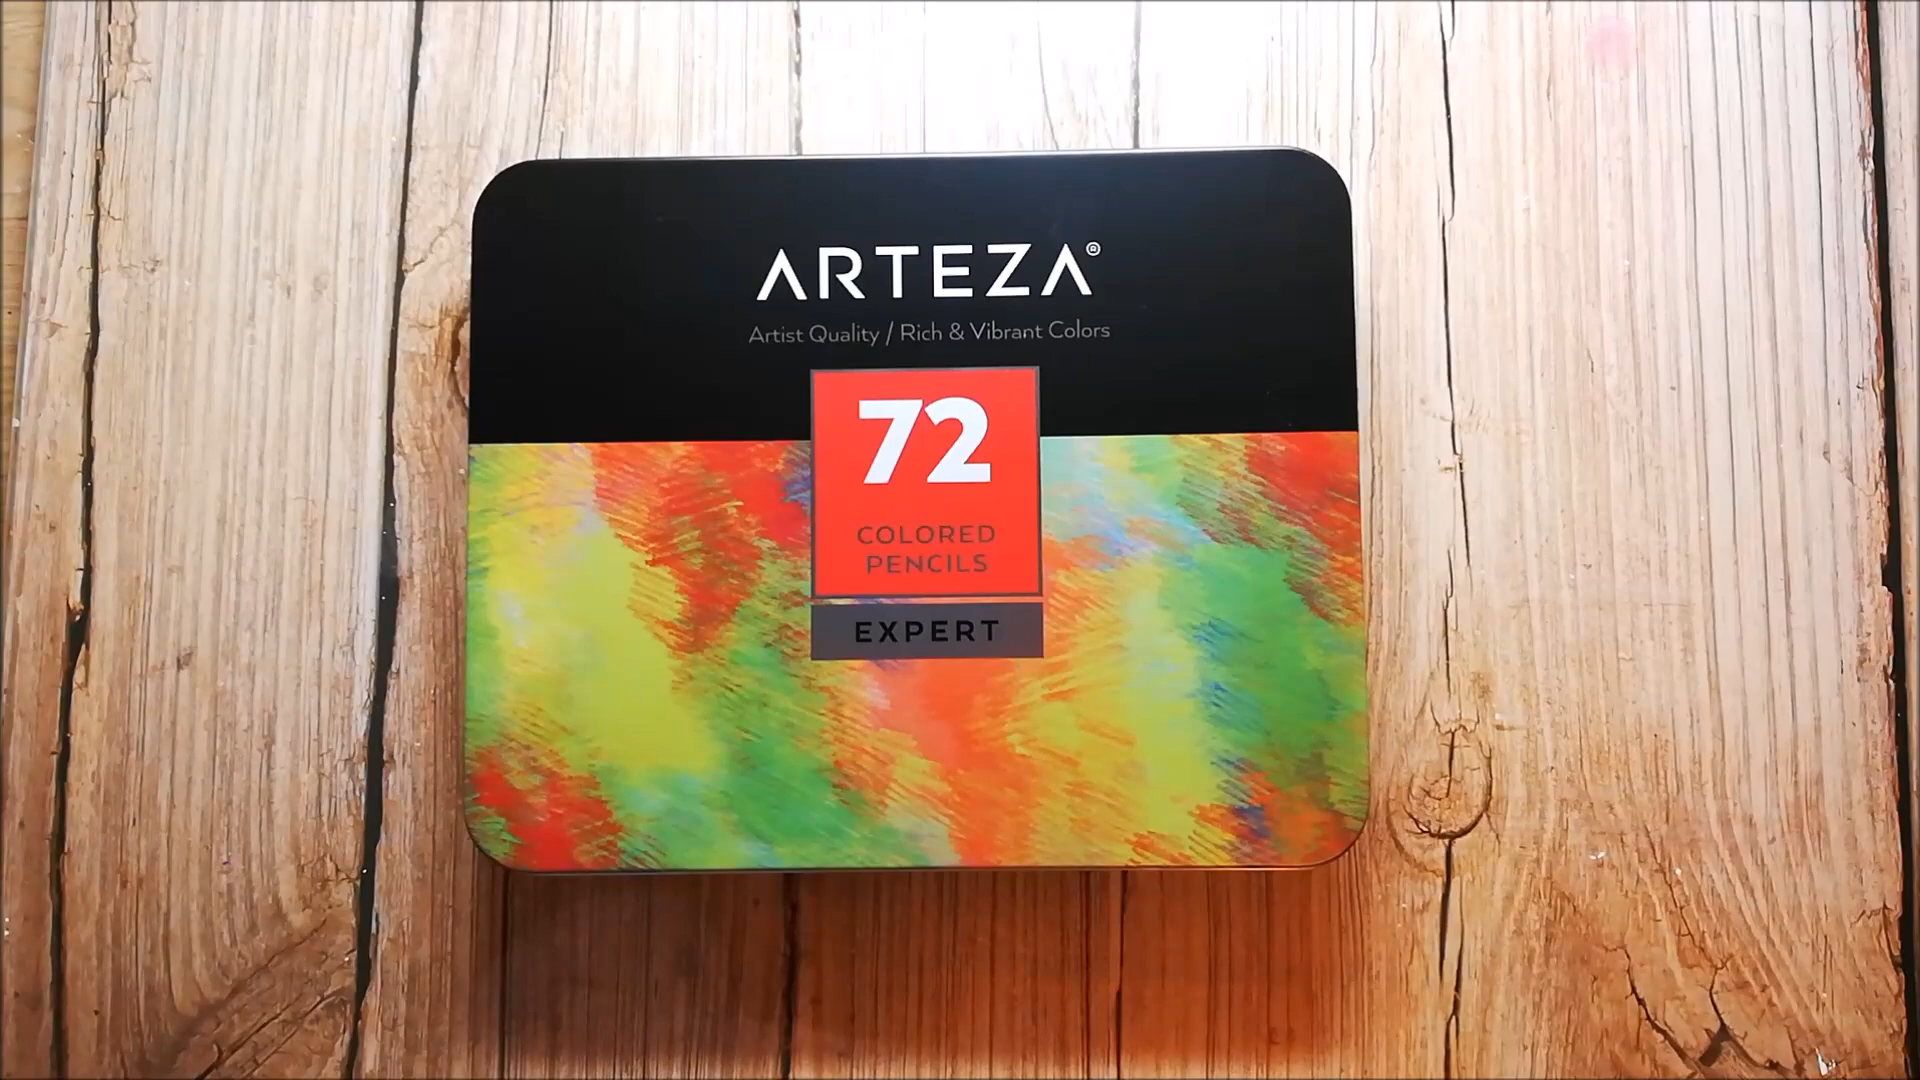 ARTEZA®
Artist Quality / Rich & Vibrant Colors
72
COLORED
PENCILS
EXPERT